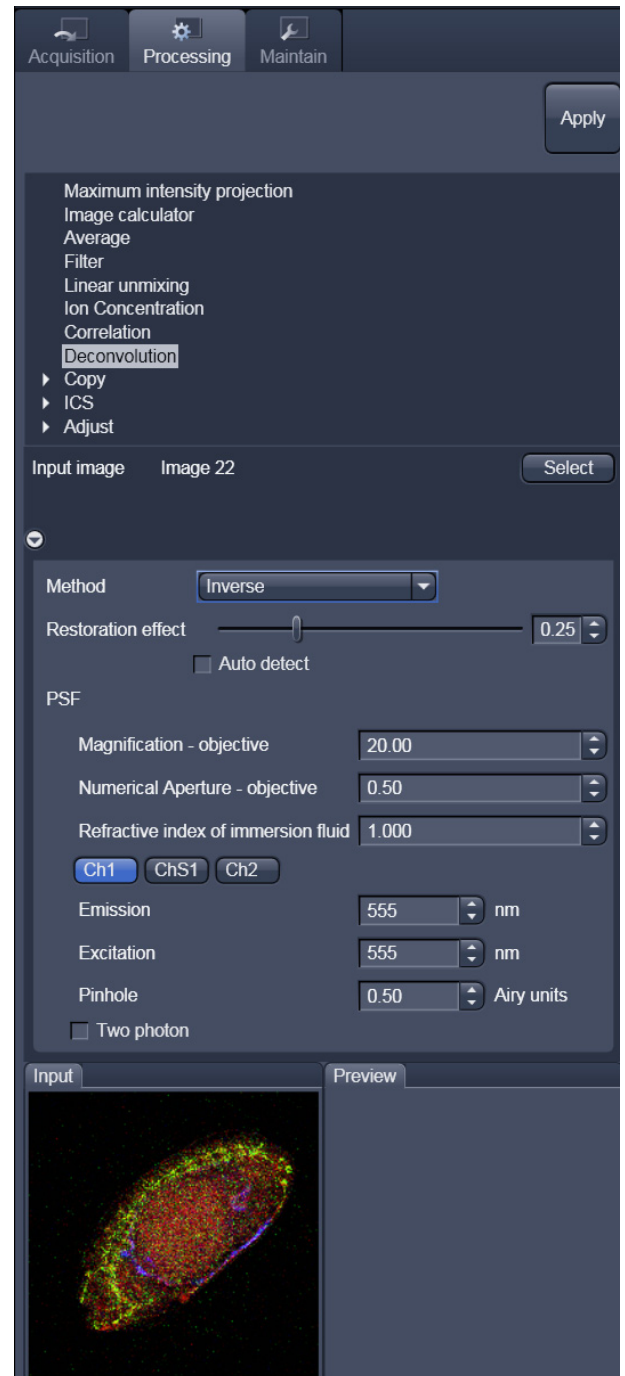 Acquisition Processing Maintain
Apply
Maximum intensity projection
Image calculator
Average
Filter
Linear unmixing
Ion Concentration
Correlation
Deconvolution
Copy
ICS
Adjust
Input image Image 22 Select
Method Inverse
Restoration effect 0.25
Auto detect
PSF
Magnification - objective 20.00
Numerical Aperture - objective 0.50
Refractive index of immersion fluid 1.000
Ch1 ChS1 Ch2
Emission 555 nm
Excitation 555 nm
Pinhole 0.50 Airy units
Two photon
Input Preview